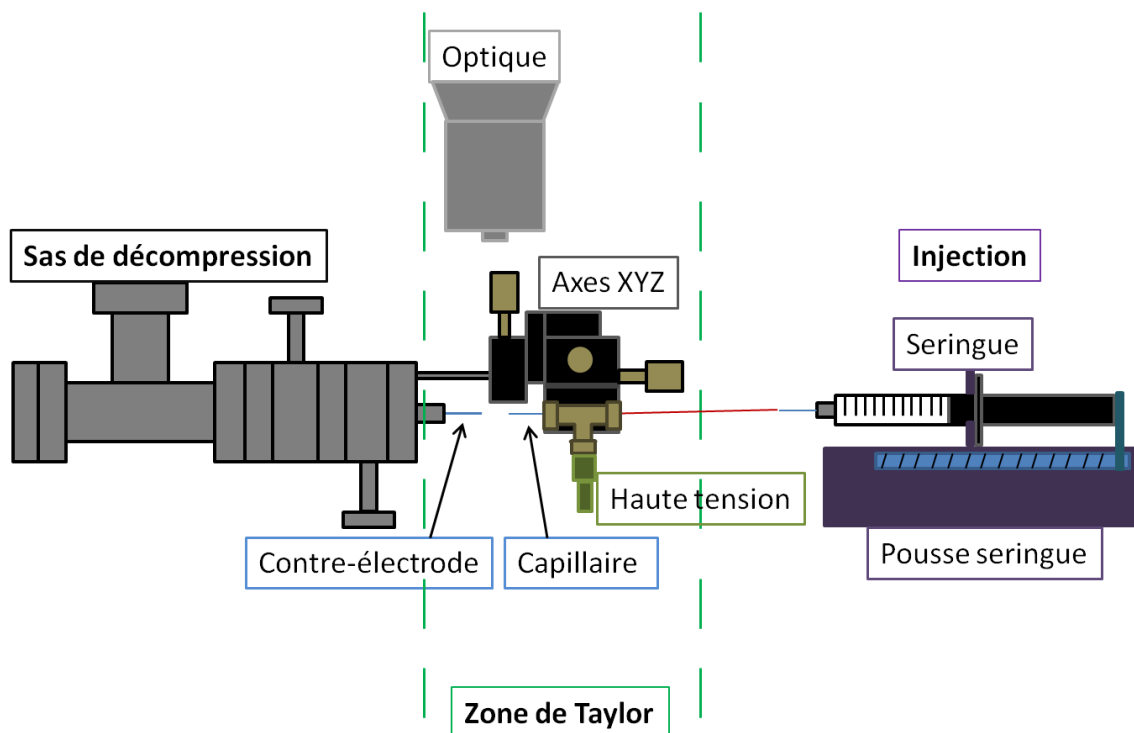 Optique
Sas de décompression
Axes XYZ
Injection
Seringue
Haute tension
Contre-électrode
Capillaire
Pousse seringue
Zone de Taylor